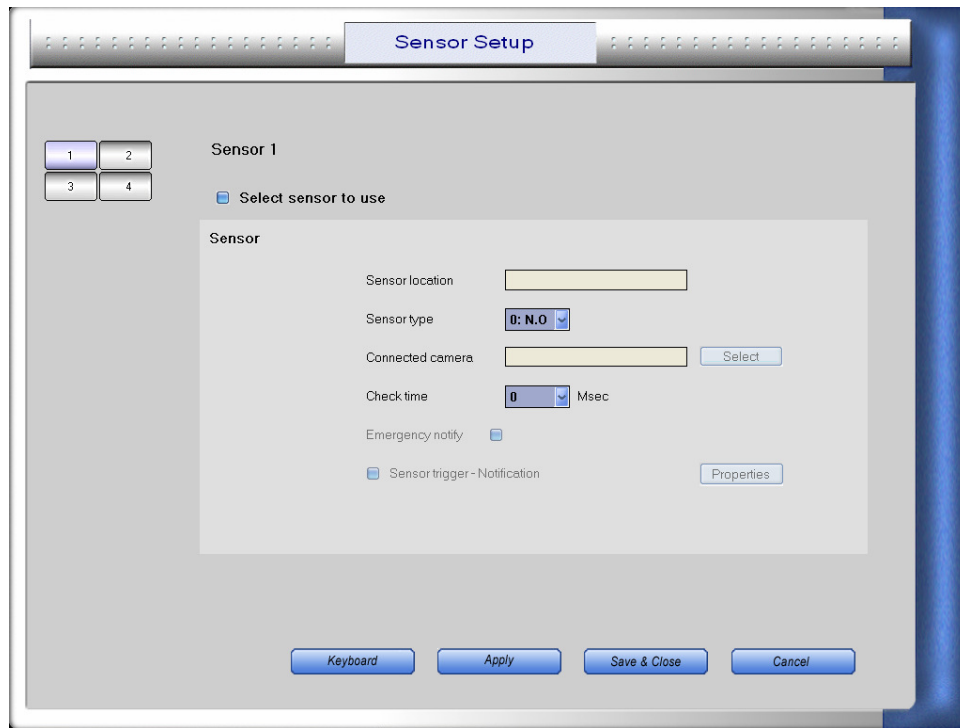 Sensor Setup
1 2
3 4
Sensor 1
Select sensor to use
Sensor
Sensor location
Sensor type 0: N.O
Connected camera Select
Check time 0 Msec
Emergency notify
Sensor trigger - Notification Properties
Keyboard Apply Save & Close Cancel